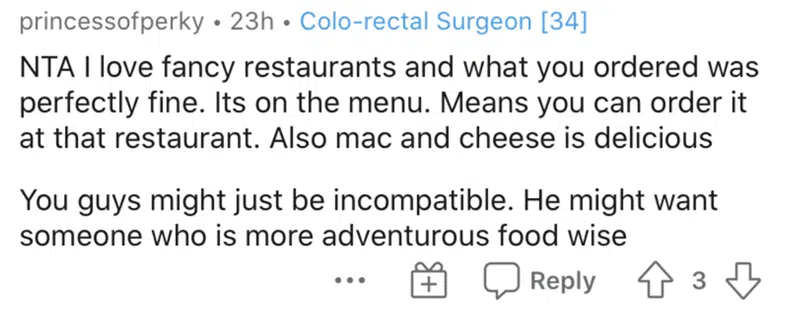 princessofperky • 23h • Colo-rectal Surgeon [34]
NTA I love fancy restaurants and what you ordered was
perfectly fine. Its on the menu. Means you can order it
at that restaurant. Also mac and cheese is delicious
You guys might just be incompatible. He might want
someone who is more adventurous food wise
Reply 3